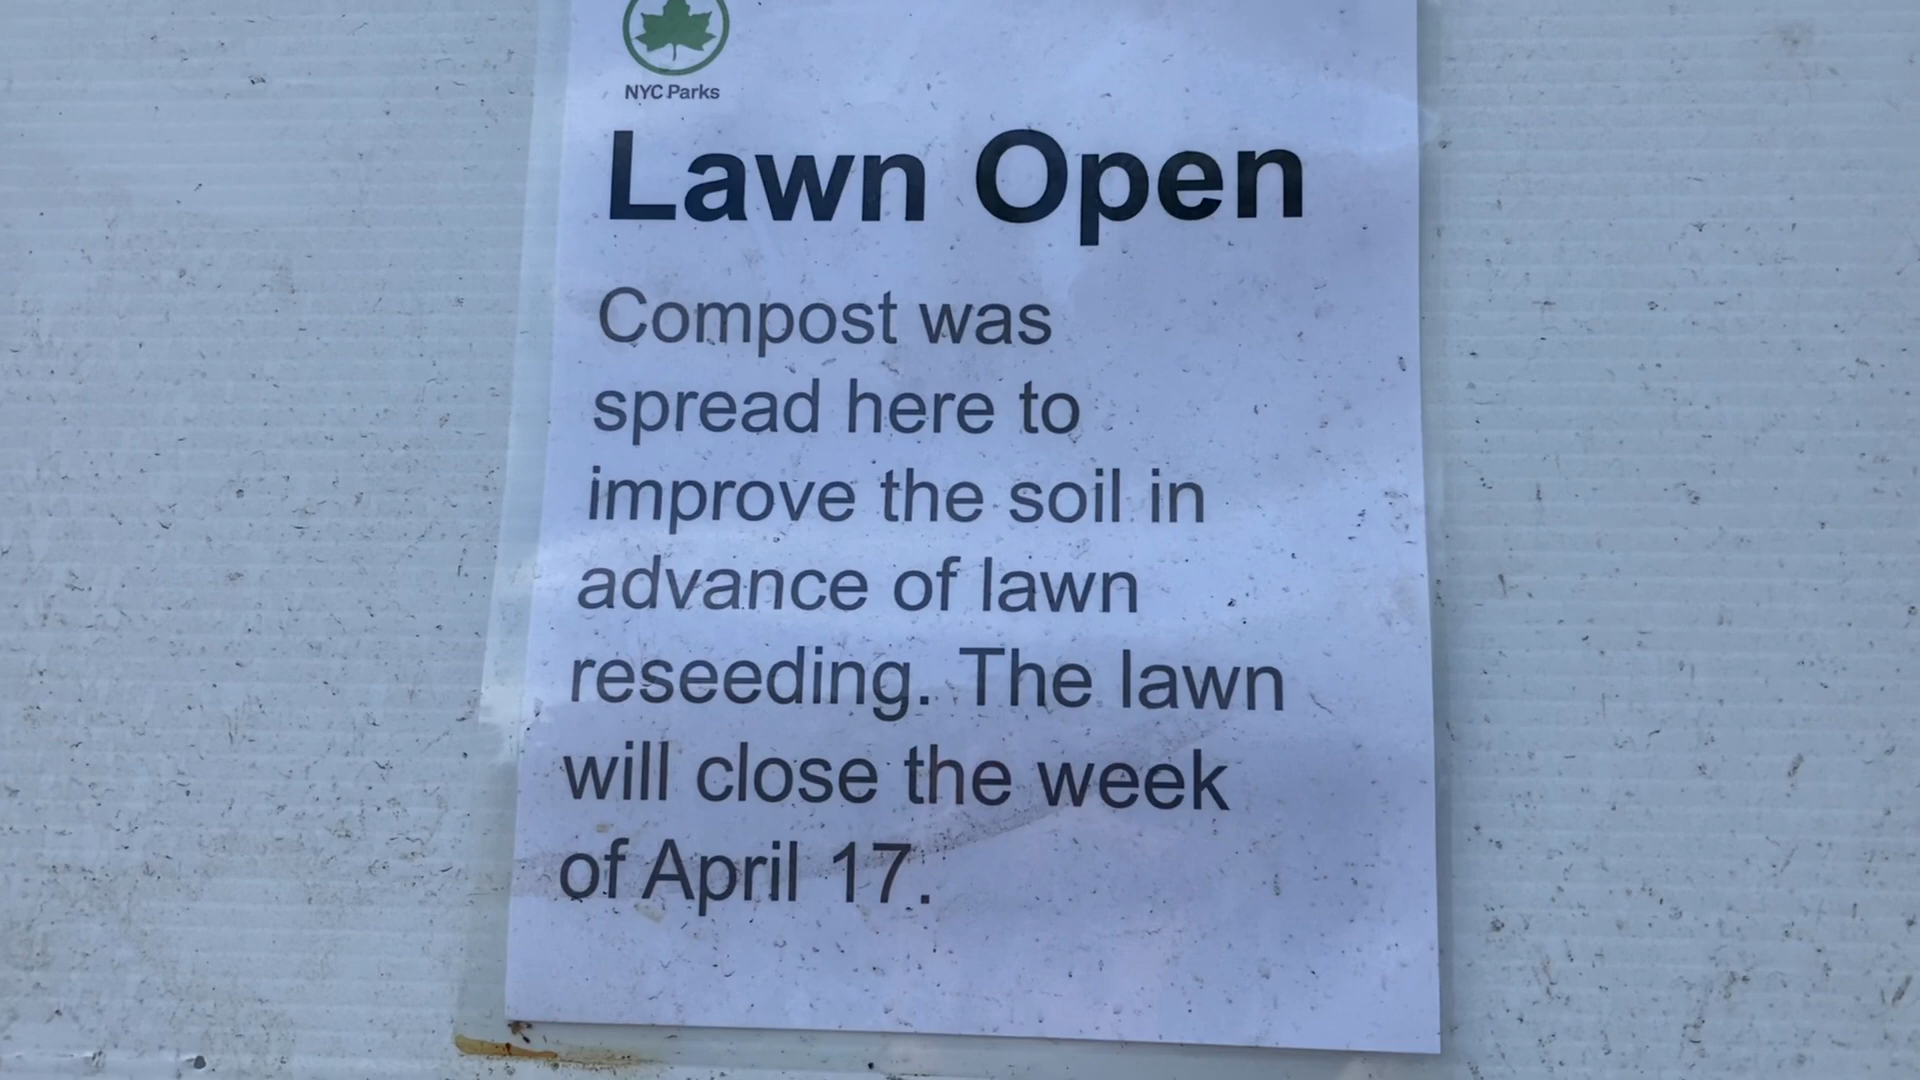 NYC Parks
Lawn Open
Compost was
spread here to
improve the soil in
advance of lawn
reseeding. The lawn
will close the week
of April 17.